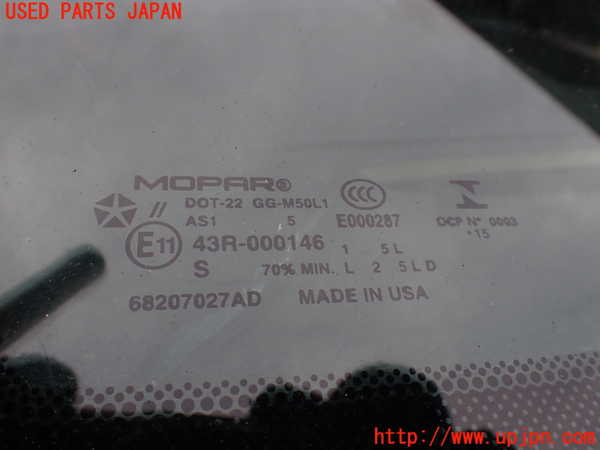 USED PARTS JAPAN
MOPAR®
DOT-22 GG-M50L1
AS1 5 E000287
OCP N° 0003
*15
E11 43R-000146 1 5L
S 70% MIN. L 2 5LD
68207027AD MADE IN USA
http://www.upjpn.com